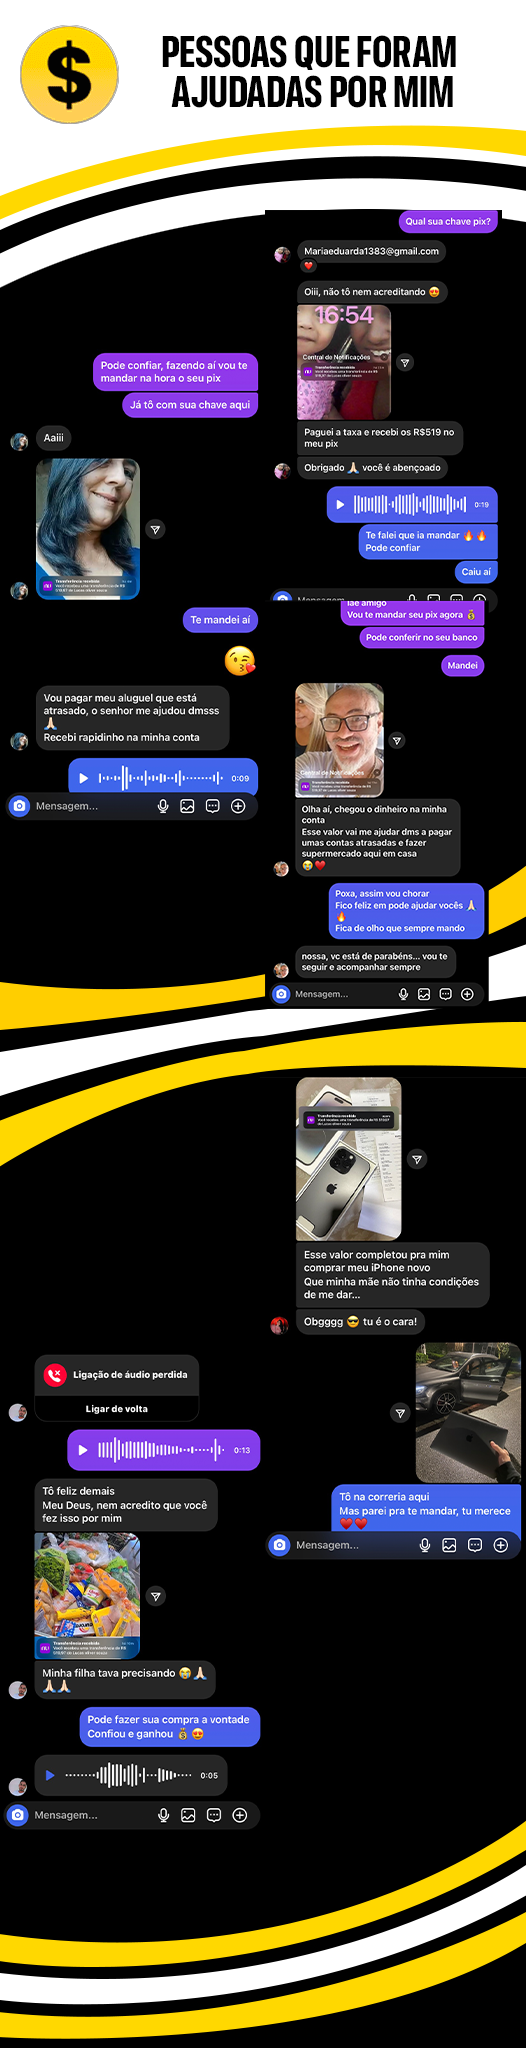 $
PESSOAS QUE FORAM
AJUDADAS POR MIM
Qual sua chave pix?
Mariaeduarda1383@gmail.com
❤️
Oiii, não tô nem acreditando 😍
16:54
Central de Notificações
Transferência recebida
Paguei a taxa e recebi os R$519 no
meu pix
Obrigado 🙏🏻 você é abençoado
0:19
Te falei que ia mandar 🔥🔥
Pode confiar
Caiu aí
Mensagem...
Pode confiar, fazendo aí vou te
mandar na hora o seu pix
Já tô com sua chave aqui
Aaiii
Transferência recebida
Te mandei aí
😘
Vou pagar meu aluguel que está
atrasado, o senhor me ajudou dmsss
🙏🏻
Recebi rapidinho na minha conta
0:09
Mensagem...
Iae amigo
Vou te mandar seu pix agora 💰
Pode conferir no seu banco
Mandei
Central de Notificações
Transferência recebida
Olha aí, chegou o dinheiro na minha
conta
Esse valor vai me ajudar dms a pagar
umas contas atrasadas e fazer
supermercado aqui em casa
😭❤️
Poxa, assim vou chorar
Fico feliz em pode ajudar vocês 🙏🏻
🔥
Fica de olho que sempre mando
nossa, vc está de parabéns... vou te
seguir e acompanhar sempre
Mensagem...
Transferência recebida
Esse valor completou pra mim
comprar meu iPhone novo
Que minha mãe não tinha condições
de me dar...
Obgggg 😎 tu é o cara!
Tô na correria aqui
Mas parei pra te mandar, tu merece
❤️❤️
Mensagem...
Ligação de áudio perdida
Ligar de volta
0:13
Tô feliz demais
Meu Deus, nem acredito que você
fez isso por mim
Transferência recebida
Minha filha tava precisando 😭🙏🏻
🙏🏻🙏🏻
Pode fazer sua compra a vontade
Confiou e ganhou 💰😍
0:05
Mensagem...